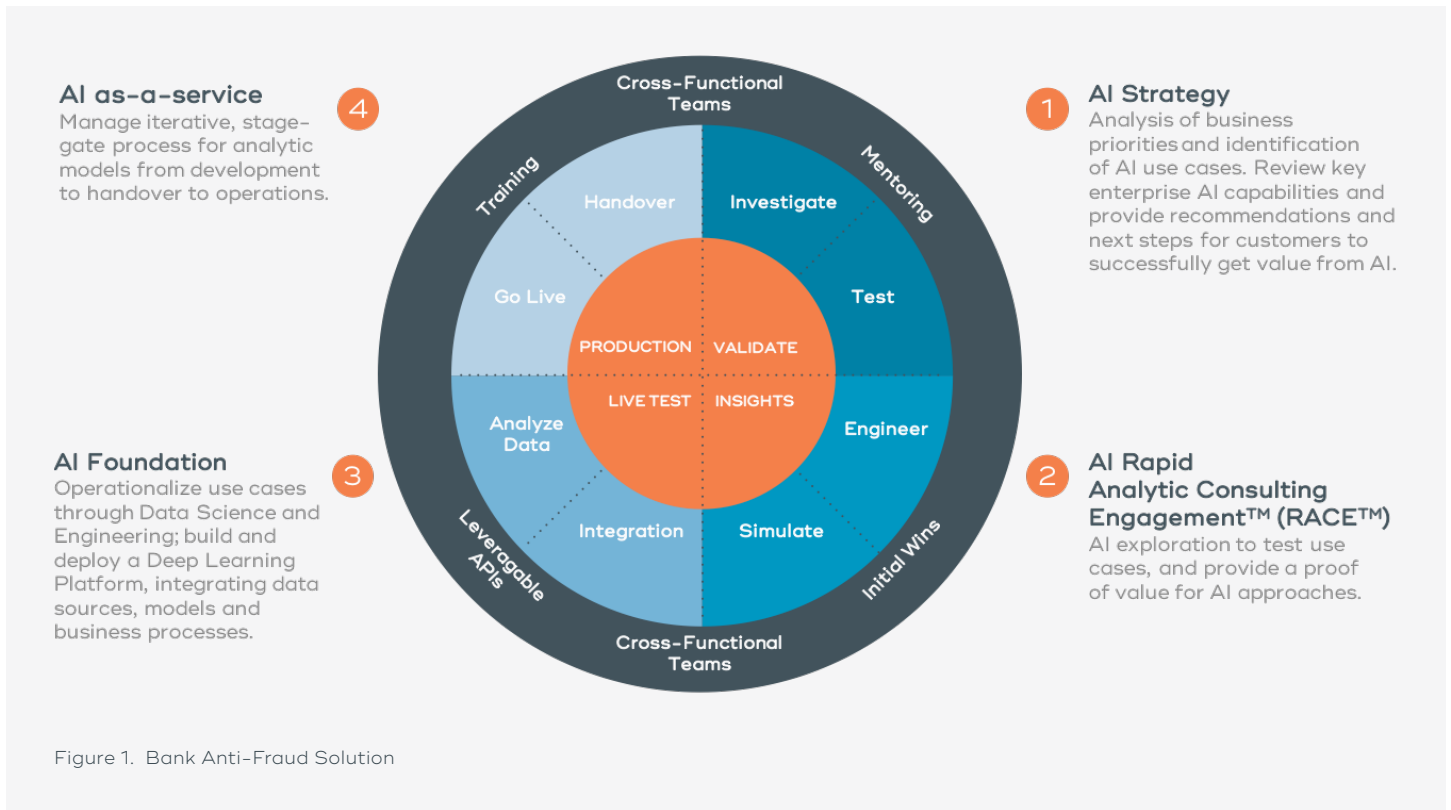 AI as-a-service
Manage iterative, stage-
gate process for analytic
models from development
to handover to operations.
4
1
AI Strategy
Analysis of business
priorities and identification
of AI use cases. Review key
enterprise AI capabilities and
provide recommendations and
next steps for customers to
successfully get value from AI.
Cross-Functional
Teams
Training
Mentoring
Handover
Investigate
Go Live
Test
PRODUCTION
VALIDATE
LIVE TEST
INSIGHTS
Analyze
Data
Engineer
Integration
Simulate
Leveragable
APIs
Initial Wins
Cross-Functional
Teams
AI Foundation
Operationalize use cases
through Data Science and
Engineering; build and
deploy a Deep Learning
Platform, integrating data
sources, models and
business processes.
3
2
AI Rapid
Analytic Consulting
Engagement™ (RACE™)
AI exploration to test use
cases, and provide a proof
of value for AI approaches.
Figure 1. Bank Anti-Fraud Solution